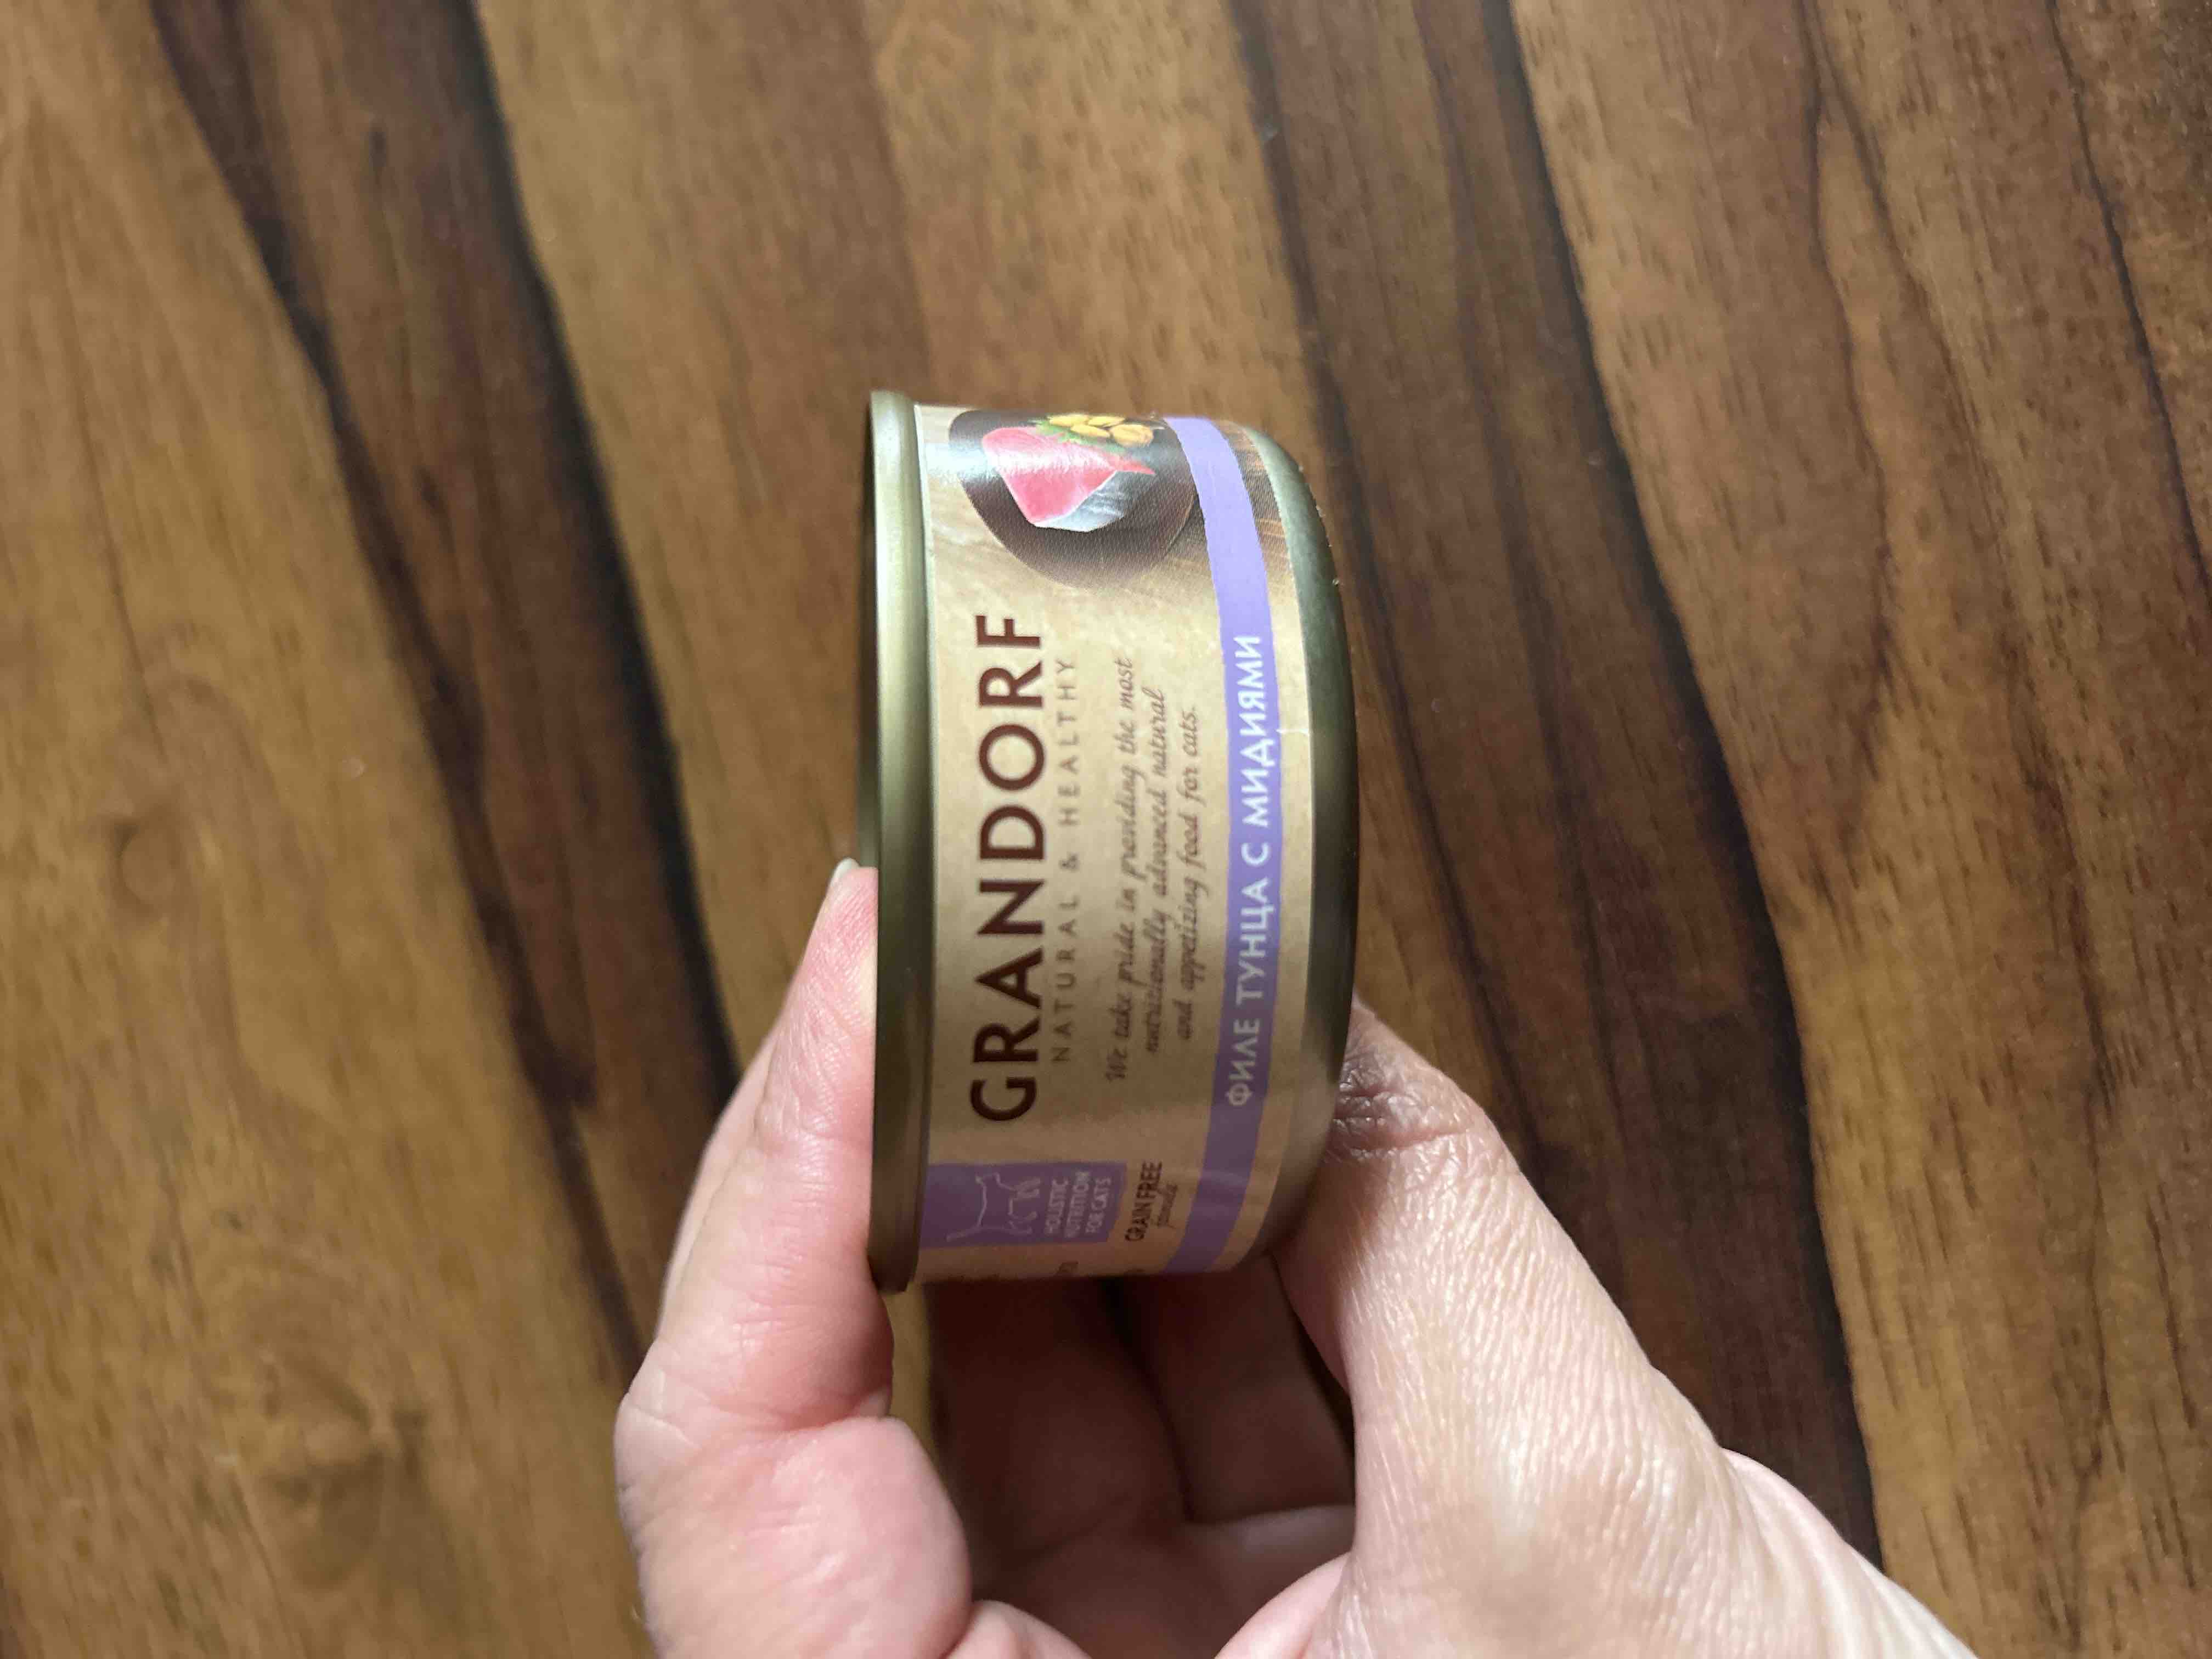 GRANDORF
NATURAL & HEALTHY
We take pride in providing the most
nutritionally advanced natural
and appetizing food for cats.
ФИЛЕ ТУНЦА С МИДИЯМИ
HOLISTIC
NUTRITION
FOR CATS
GRAIN FREE
formula